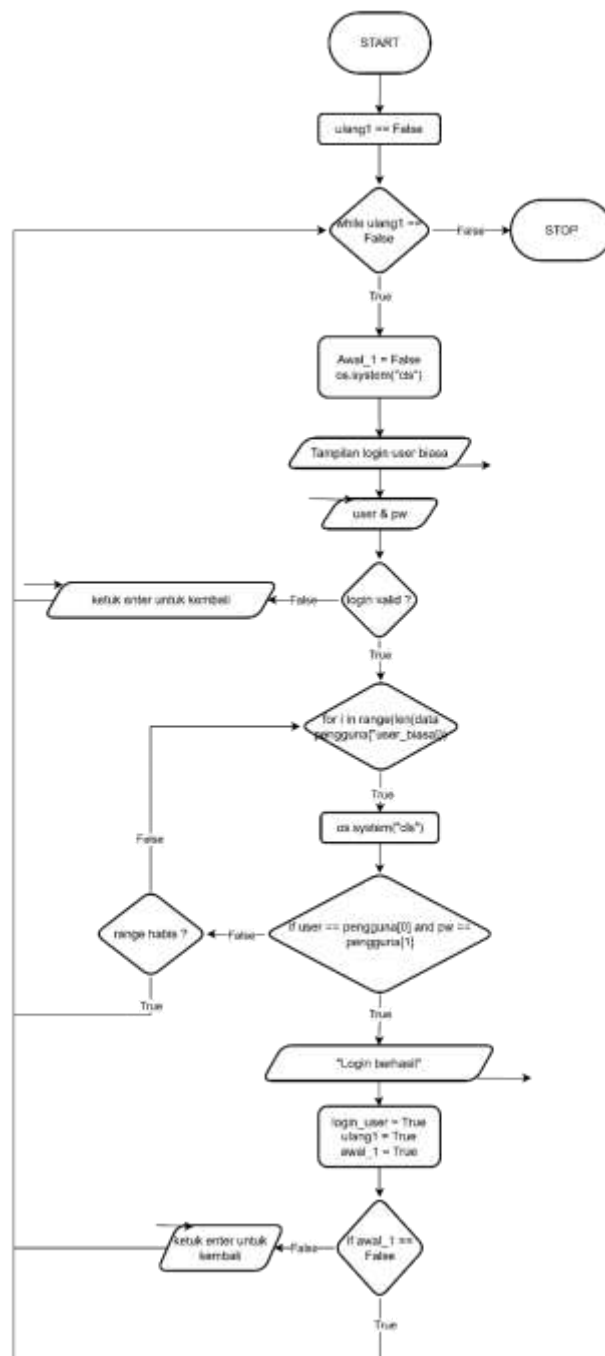 START
ulang1 == False
while ulang1 ==
False
False
STOP
True
Awal_1 = False
os.system("cls")
Tampilan login user biasa
user & pw
login valid ?
False
ketuk enter untuk kembali
True
for i in range(len(data
pengguna["user_biasa"]))
True
os.system("cls")
False
if user == pengguna[0] and pw ==
pengguna[1]
False
range habis ?
True
True
"Login berhasil"
login_user = True
ulang1 = True
awal_1 = True
if awal_1 ==
False
False
ketuk enter untuk
kembali
True